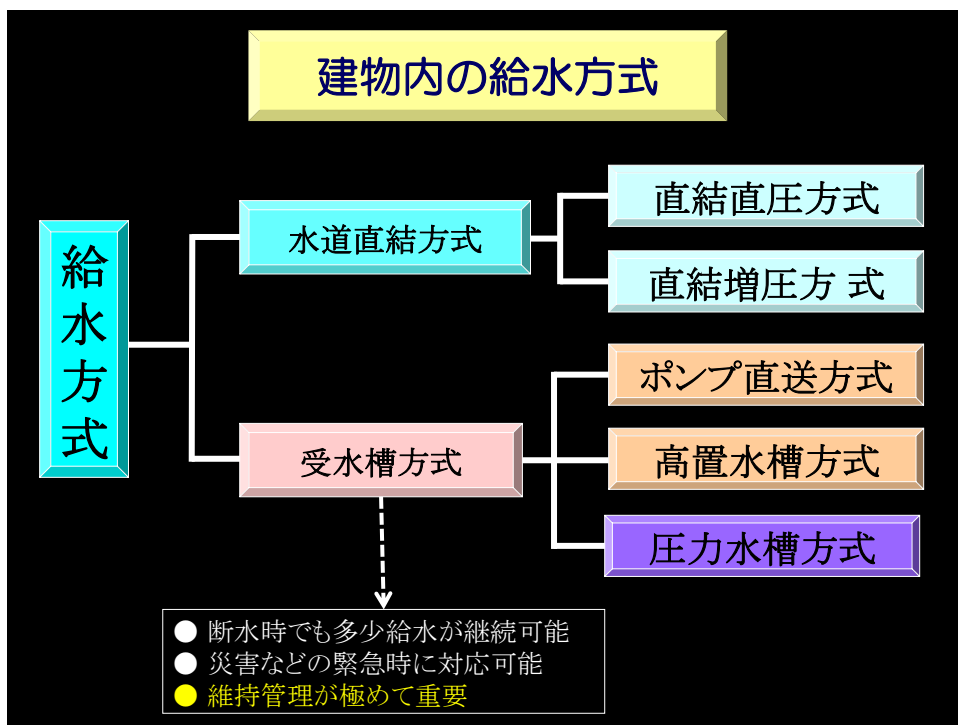 建物内の給水方式
給水方式
水道直結方式
直結直圧方式
直結増圧方 式
受水槽方式
ポンプ直送方式
高置水槽方式
圧力水槽方式
● 断水時でも多少給水が継続可能
● 災害などの緊急時に対応可能
● 維持管理が極めて重要